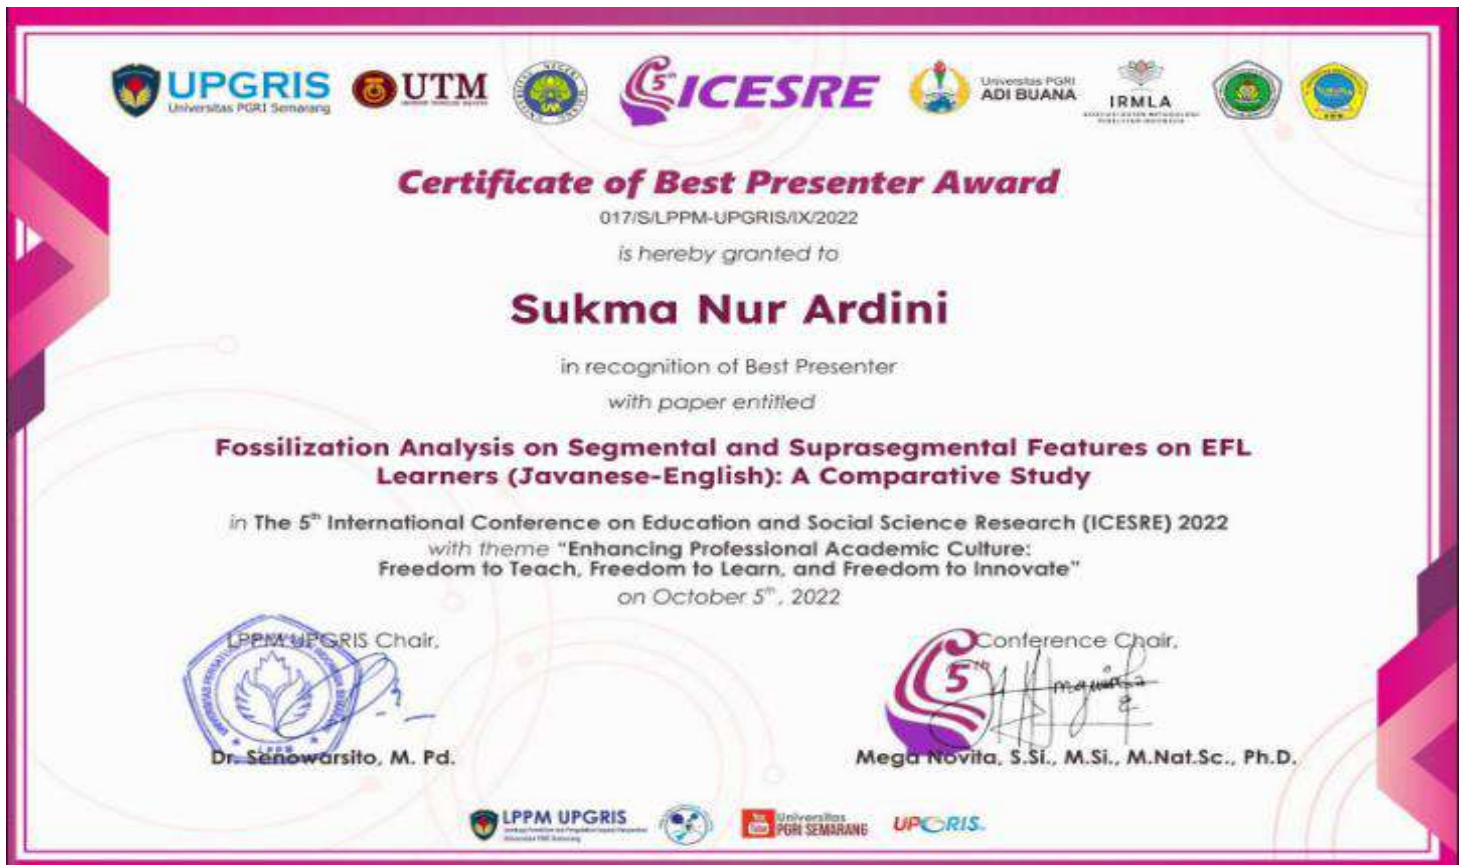 UPGRIS
Universitas PGRI Semarang
UTM
5th ICESRE
Universitas PGRI
ADI BUANA
IRMLA
Certificate of Best Presenter Award
017/S/LPPM-UPGRIS/IX/2022
is hereby granted to
Sukma Nur Ardini
in recognition of Best Presenter
with paper entitled
Fossilization Analysis on Segmental and Suprasegmental Features on EFL
Learners (Javanese-English): A Comparative Study
in The 5th International Conference on Education and Social Science Research (ICESRE) 2022
with theme "Enhancing Professional Academic Culture:
Freedom to Teach, Freedom to Learn, and Freedom to Innovate"
on October 5th, 2022
LPPM UPGRIS Chair,
Conference Chair,
5th
LPPM
Dr. Senowarsito, M. Pd.
Mega Novita, S.Si., M.Si., M.Nat.Sc., Ph.D.
LPPM UPGRIS
You Tube
Universitas
PGRI SEMARANG
UPGRIS